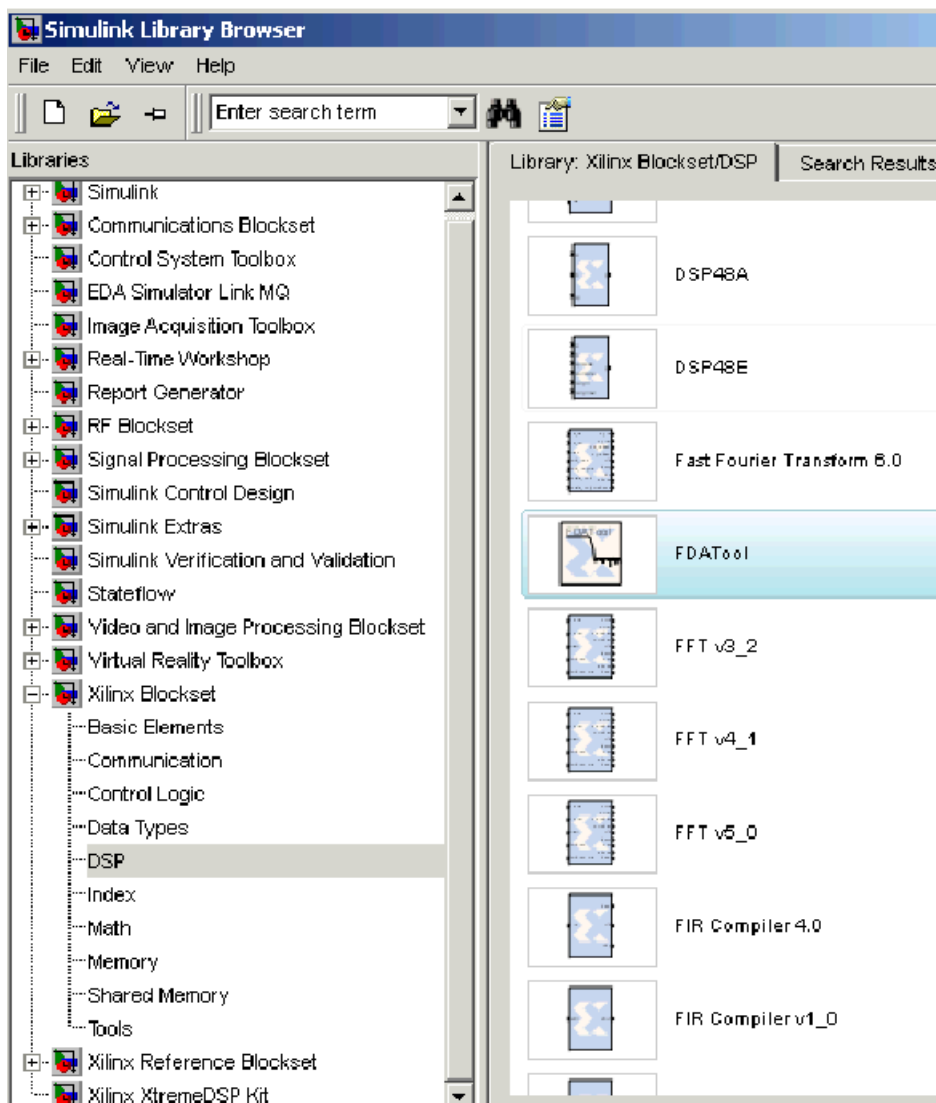 Simulink Library Browser
File Edit View Help
Enter search term
Libraries
Simulink
Communications Blockset
Control System Toolbox
EDA Simulator Link MQ
Image Acquisition Toolbox
Real-Time Workshop
Report Generator
RF Blockset
Signal Processing Blockset
Simulink Control Design
Simulink Extras
Simulink Verification and Validation
Stateflow
Video and Image Processing Blockset
Virtual Reality Toolbox
Xilinx Blockset
Basic Elements
Communication
Control Logic
Data Types
DSP
Index
Math
Memory
Shared Memory
Tools
Xilinx Reference Blockset
Xilinx XtremeDSP Kit
Library: Xilinx Blockset/DSP Search Results
DSP48A
DSP48E
Fast Fourier Transform 6.0
FDATool
FDATool
FFT v3_2
FFT v4_1
FFT v5_0
FIR Compiler 4.0
FIR Compiler v1_0